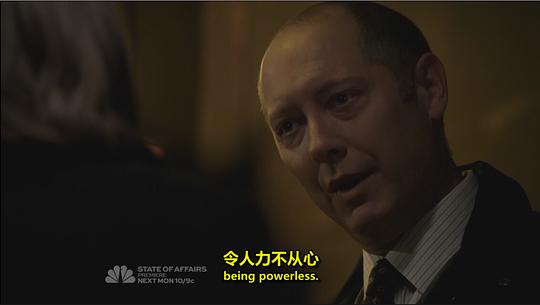 令人力不从心
being powerless.
STATE OF AFFAIRS
PREMIERE
NEXT MON 10/9c